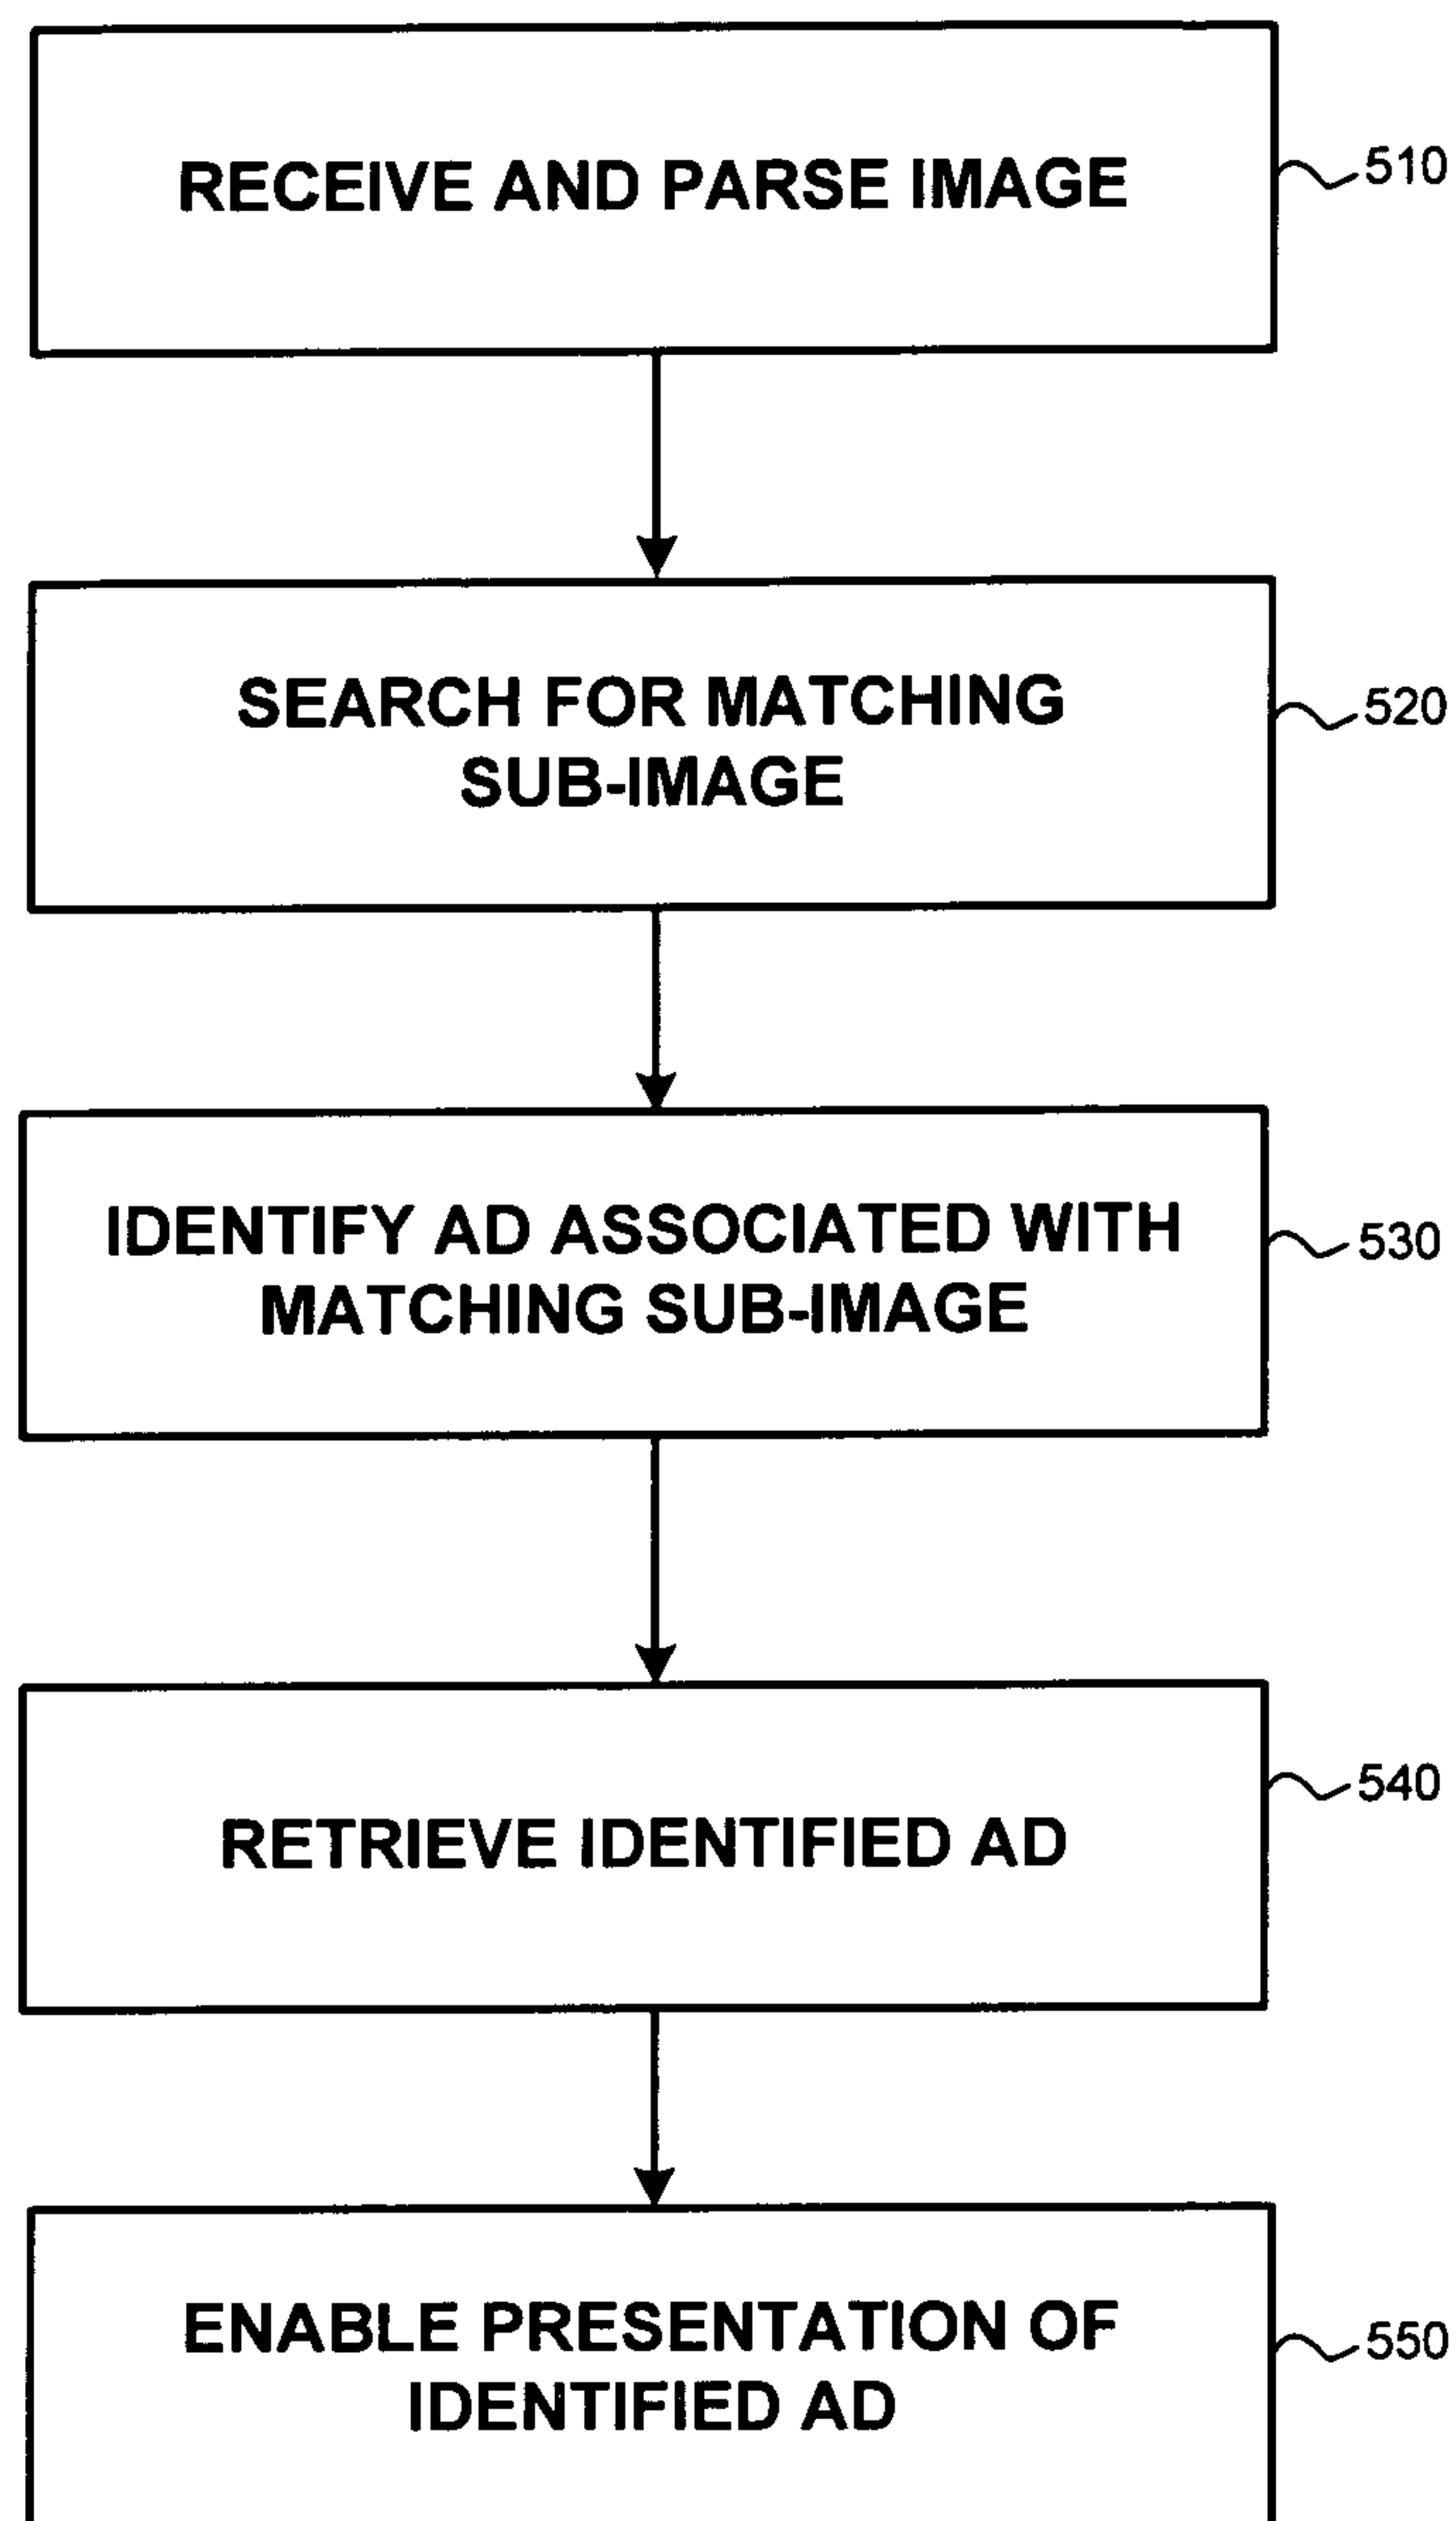 RECEIVE AND PARSE IMAGE
510
SEARCH FOR MATCHING
SUB-IMAGE
520
IDENTIFY AD ASSOCIATED WITH
MATCHING SUB-IMAGE
530
RETRIEVE IDENTIFIED AD
540
ENABLE PRESENTATION OF
IDENTIFIED AD
550